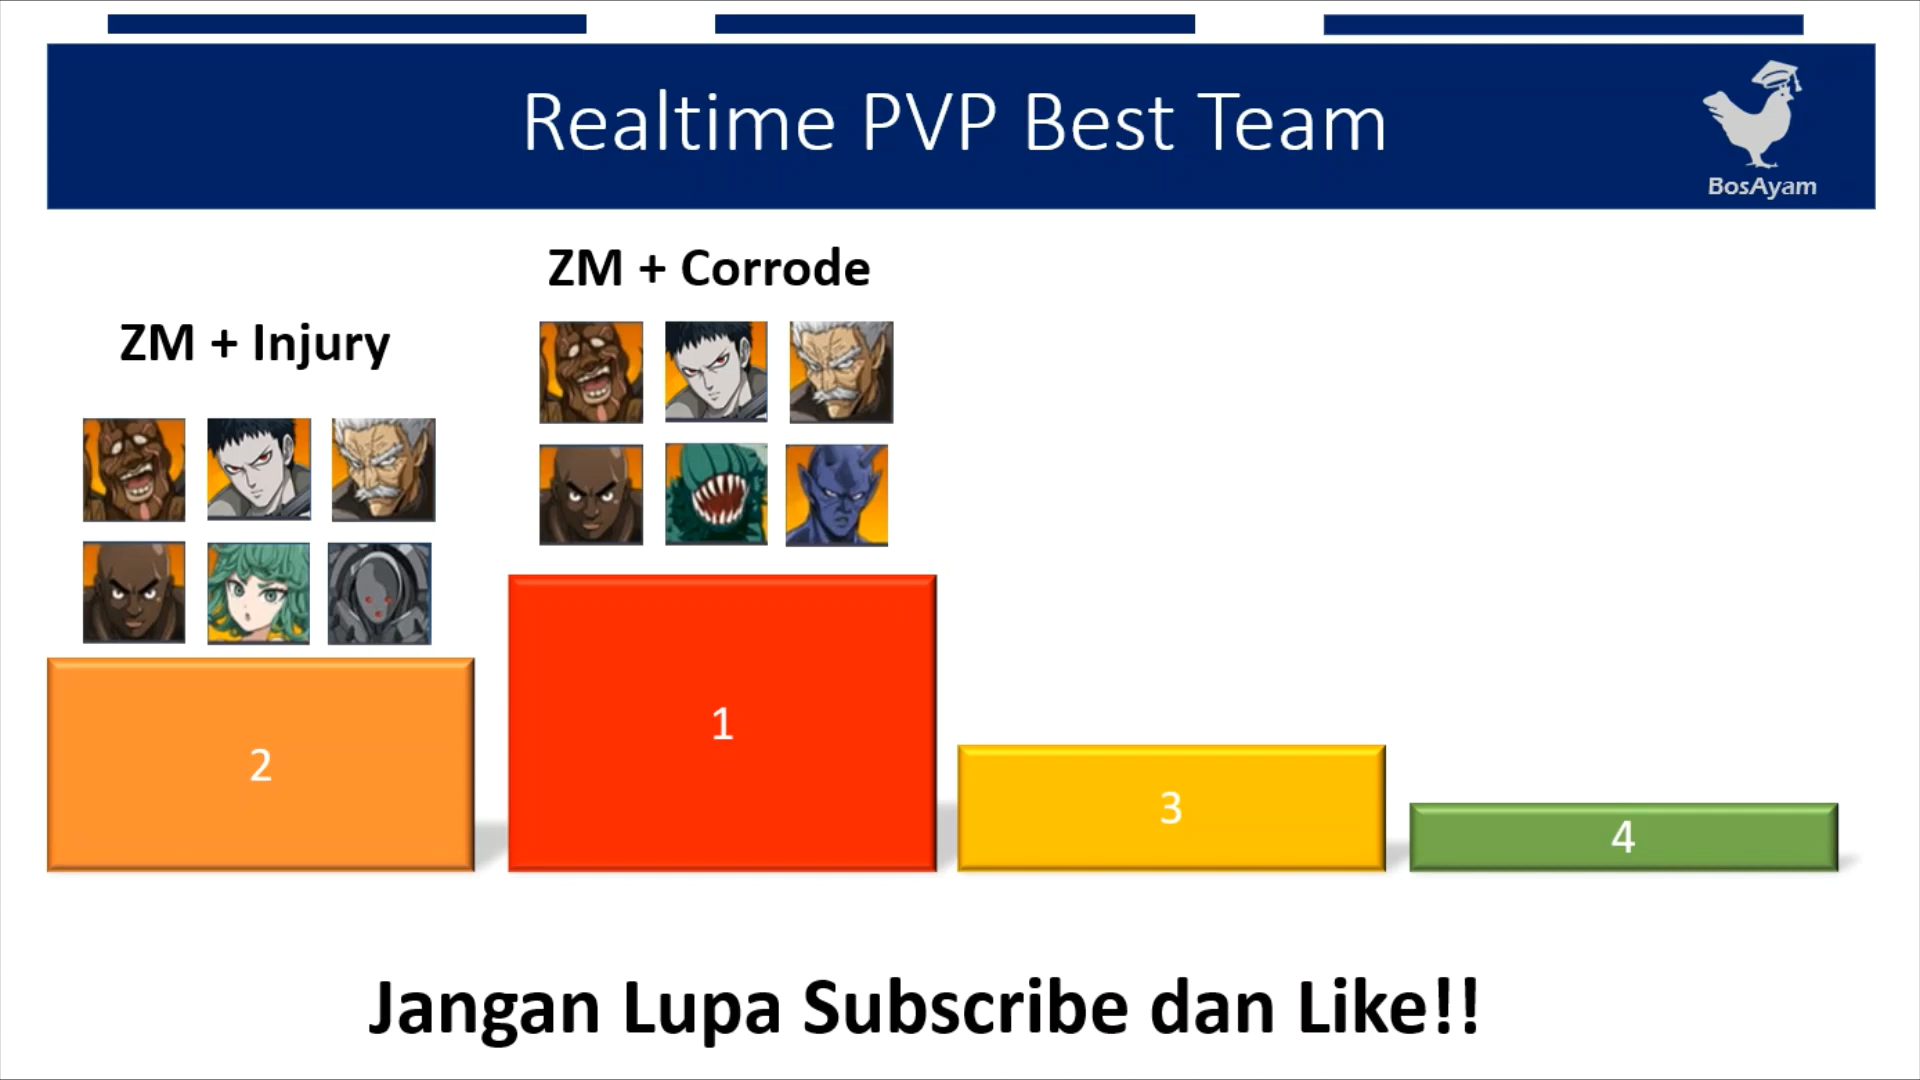 Realtime PVP Best Team
BosAyam
ZM + Corrode
ZM + Injury
2
1
3
4
Jangan Lupa Subscribe dan Like!!